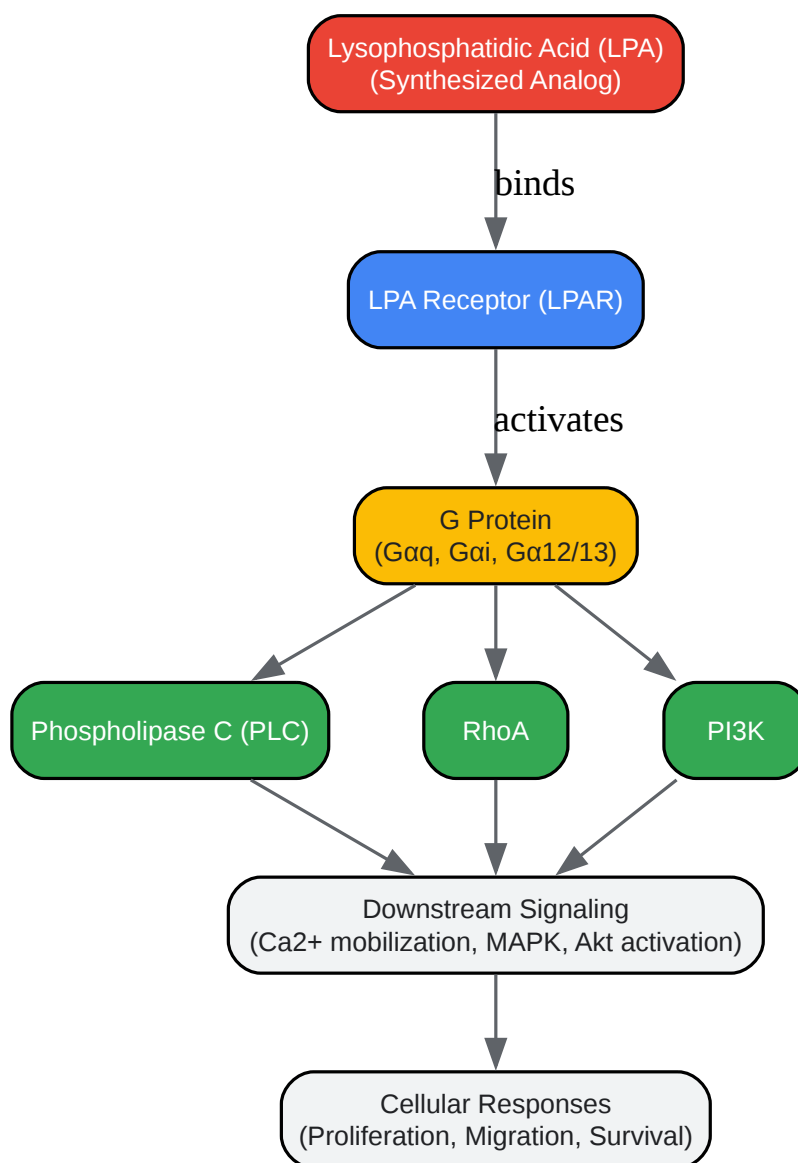 Lysophosphatidic Acid (LPA)
(Synthesized Analog)
binds
LPA Receptor (LPAR)
activates
G Protein
(Gαq, Gαi, Gα12/13)
Phospholipase C (PLC)
RhoA
PI3K
Downstream Signaling
(Ca2+ mobilization, MAPK, Akt activation)
Cellular Responses
(Proliferation, Migration, Survival)